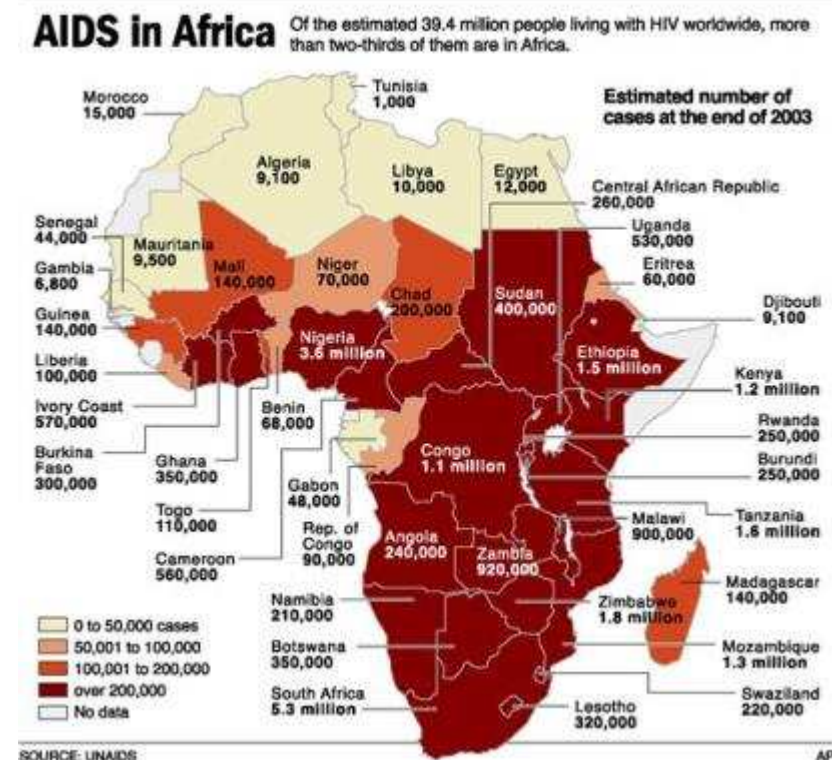 AIDS in Africa
Of the estimated 39.4 million people living with HIV worldwide, more
than two-thirds of them are in Africa.
Estimated number of
cases at the end of 2003
Morocco
15,000
Tunisia
1,000
Algeria
9,100
Libya
10,000
Egypt
12,000
Central African Republic
260,000
Uganda
530,000
Eritrea
60,000
Djibouti
9,100
Senegal
44,000
Mauritania
9,500
Mali
140,000
Niger
70,000
Chad
200,000
Sudan
400,000
Gambia
6,800
Guinea
140,000
Nigeria
3.6 million
Ethiopia
1.5 million
Liberia
100,000
Kenya
1.2 million
Ivory Coast
570,000
Benin
68,000
Rwanda
250,000
Burkina
Faso
300,000
Ghana
350,000
Congo
1.1 million
Burundi
250,000
Togo
110,000
Gabon
48,000
Rep. of
Congo
90,000
Malawi
900,000
Tanzania
1.6 million
Cameroon
560,000
Angola
240,000
Zambia
920,000
Madagascar
140,000
Namibia
210,000
Zimbabwe
1.8 million
Botswana
350,000
Mozambique
1.3 million
South Africa
5.3 million
Lesotho
320,000
Swaziland
220,000
0 to 50,000 cases
50,001 to 100,000
100,001 to 200,000
over 200,000
No data
SOURCE: UNAIDS
AP